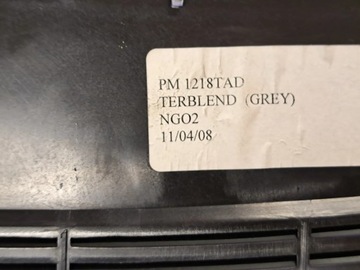 PM 1218TAD
TERBLEND (GREY)
NGO2
11/04/08